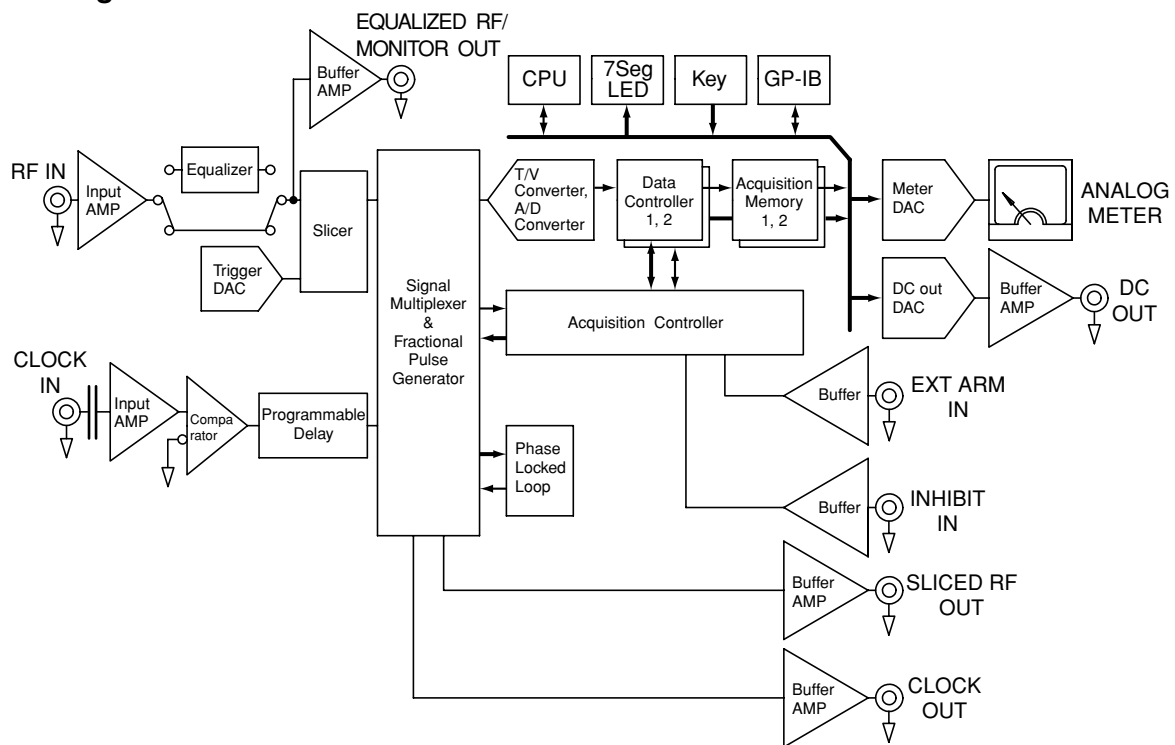 EQUALIZED RF/
MONITOR OUT
Buffer
AMP
CPU
7Seg
LED
Key
GP-IB
RF IN
Input
AMP
Equalizer
Trigger
DAC
Slicer
Signal
Multiplexer
&
Fractional
Pulse
Generator
T/V
Converter,
A/D
Converter
Data
Controller
1, 2
Acquisition
Memory
1, 2
Meter
DAC
ANALOG
METER
DC out
DAC
Buffer
AMP
DC
OUT
Acquisition Controller
CLOCK
IN
Input
AMP
Compa
rator
Programmable
Delay
Phase
Locked
Loop
Buffer
EXT ARM
IN
Buffer
INHIBIT
IN
Buffer
AMP
SLICED RF
OUT
Buffer
AMP
CLOCK
OUT